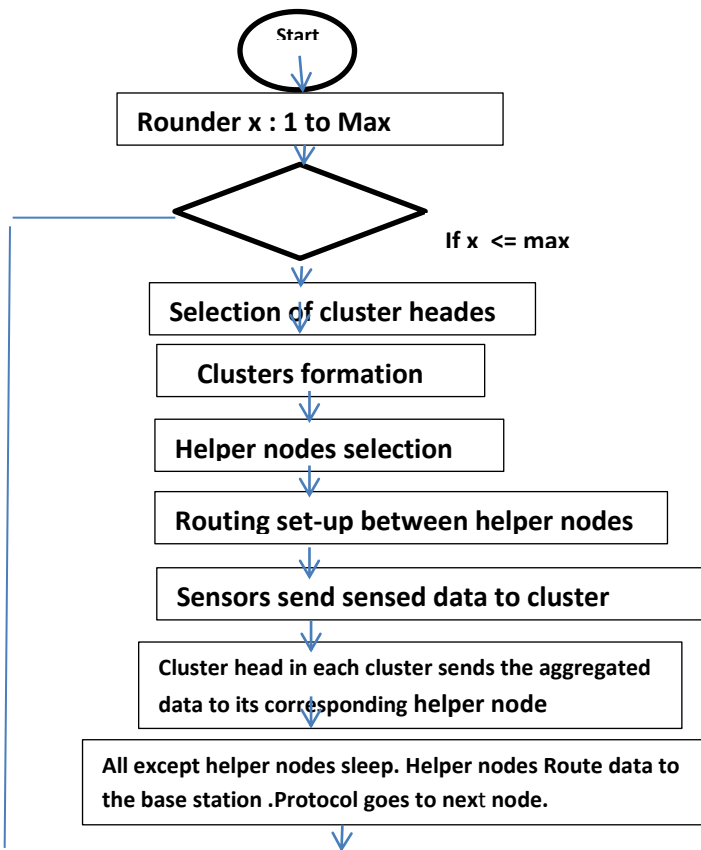 Start
Rounder x : 1 to Max
If x <= max
Selection of cluster heades
Clusters formation
Helper nodes selection
Routing set-up between helper nodes
Sensors send sensed data to cluster
Cluster head in each cluster sends the aggregated
data to its corresponding helper node
All except helper nodes sleep. Helper nodes Route data to
the base station .Protocol goes to next node.